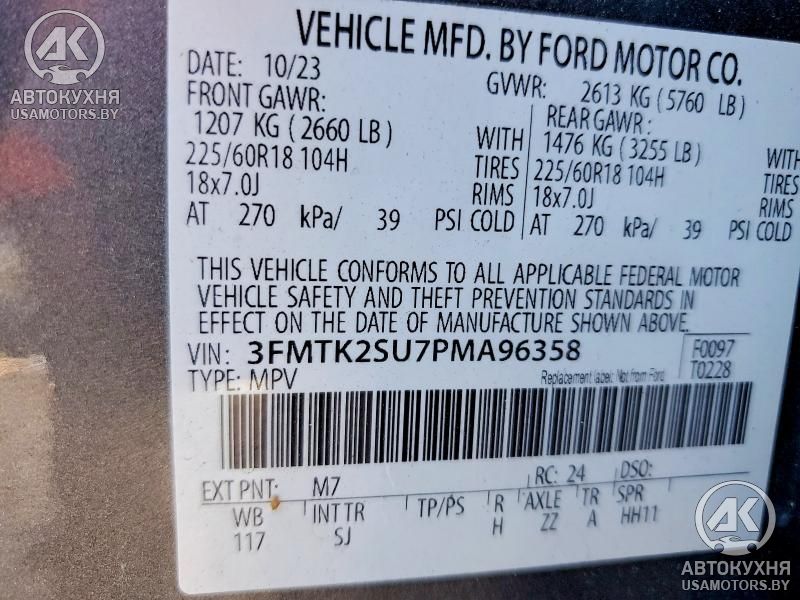 АК
АВТОКУХНЯ
USAMOTORS.BY
VEHICLE MFD. BY FORD MOTOR CO.
DATE: 10/23
GVWR: 2613 KG (5760 LB)
FRONT GAWR:
REAR GAWR:
1207 KG (2660 LB) WITH
1476 KG (3255 LB) WITH
225/60R18 104H TIRES
225/60R18 104H TIRES
18x7.0J RIMS
18x7.0J RIMS
AT 270 kPa/ 39 PSI COLD
AT 270 kPa/ 39 PSI COLD
THIS VEHICLE CONFORMS TO ALL APPLICABLE FEDERAL MOTOR
VEHICLE SAFETY AND THEFT PREVENTION STANDARDS IN
EFFECT ON THE DATE OF MANUFACTURE SHOWN ABOVE.
VIN: 3FMTK2SU7PMA96358
F0097
TYPE: MPV
Replacement label: Not from Ford
T0228
EXT PNT: M7 RC: 24 DSO:
WB INT TR TP/PS R AXLE TR SPR
117 SJ H ZZ A HH11
АК
АВТОКУХНЯ
USAMOTORS.BY